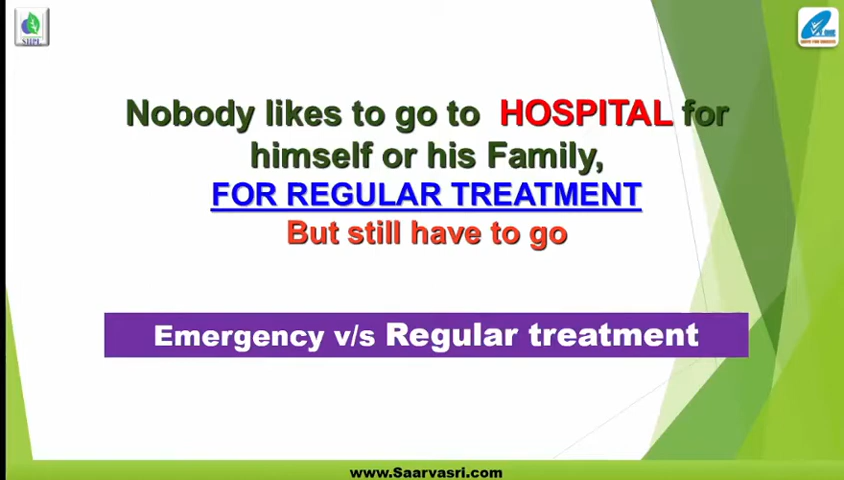 SHPL
Nobody likes to go to HOSPITAL for
himself or his Family,
FOR REGULAR TREATMENT
But still have to go
Emergency v/s Regular treatment
www.Saarvasri.com